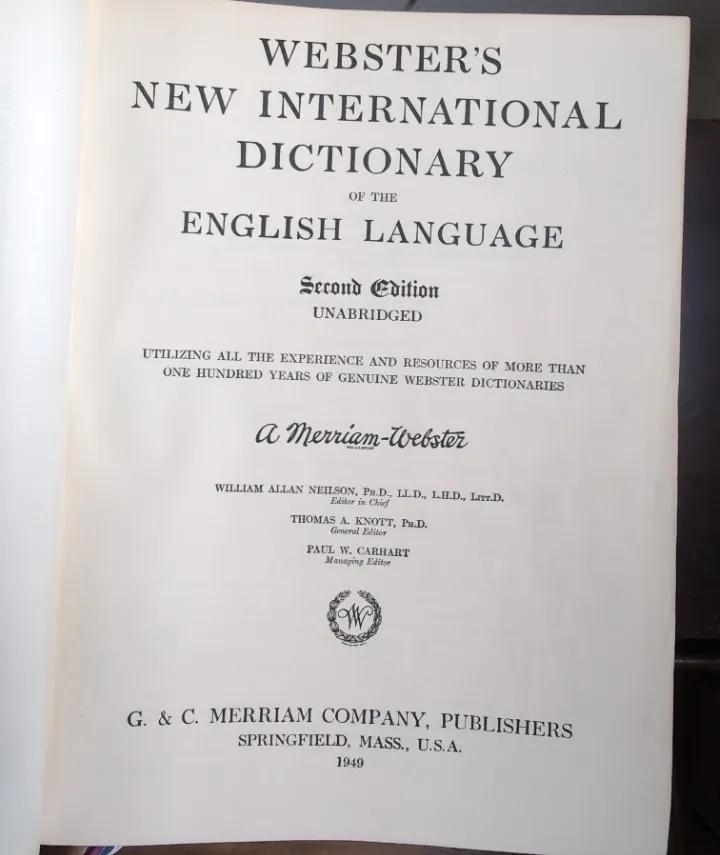 WEBSTER'S
NEW INTERNATIONAL
DICTIONARY
OF THE
ENGLISH LANGUAGE
Second Edition
UNABRIDGED
UTILIZING ALL THE EXPERIENCE AND RESOURCES OF MORE THAN
ONE HUNDRED YEARS OF GENUINE WEBSTER DICTIONARIES
A Merriam-Webster
WILLIAM ALLAN NEILSON, PH.D., LL.D., L.H.D., LITT.D.
Editor in Chief
THOMAS A. KNOTT, PH.D.
General Editor
PAUL W. CARHART
Managing Editor
W
G. & C. MERRIAM COMPANY, PUBLISHERS
SPRINGFIELD, MASS., U.S.A.
1949